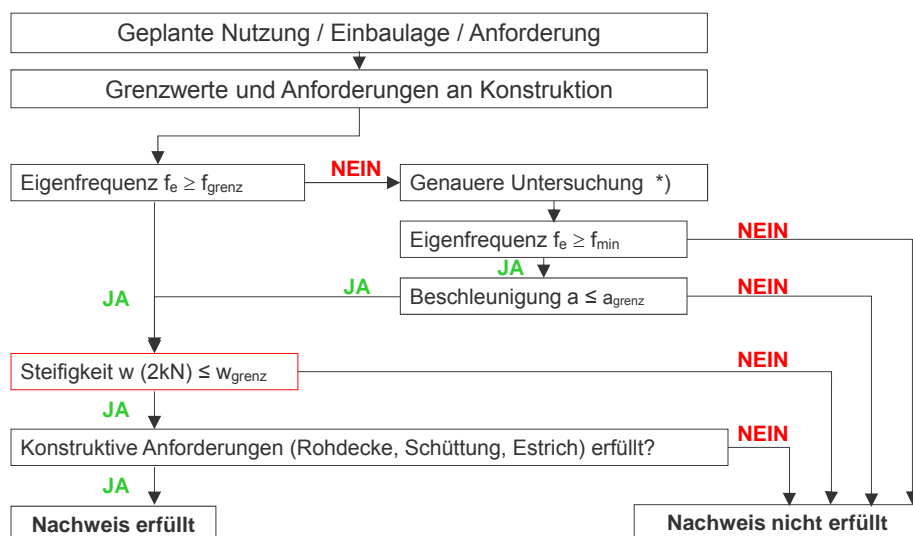 Geplante Nutzung / Einbaulage / Anforderung
Grenzwerte und Anforderungen an Konstruktion
Eigenfrequenz fe ≥ fgrenz
NEIN
Genauere Untersuchung *)
Eigenfrequenz fe ≥ fmin
NEIN
JA
JA
JA
Beschleunigung a ≤ agrenz
NEIN
Steifigkeit w (2kN) ≤ wgrenz
NEIN
JA
Konstruktive Anforderungen (Rohdecke, Schüttung, Estrich) erfüllt?
NEIN
JA
Nachweis erfüllt
Nachweis nicht erfüllt